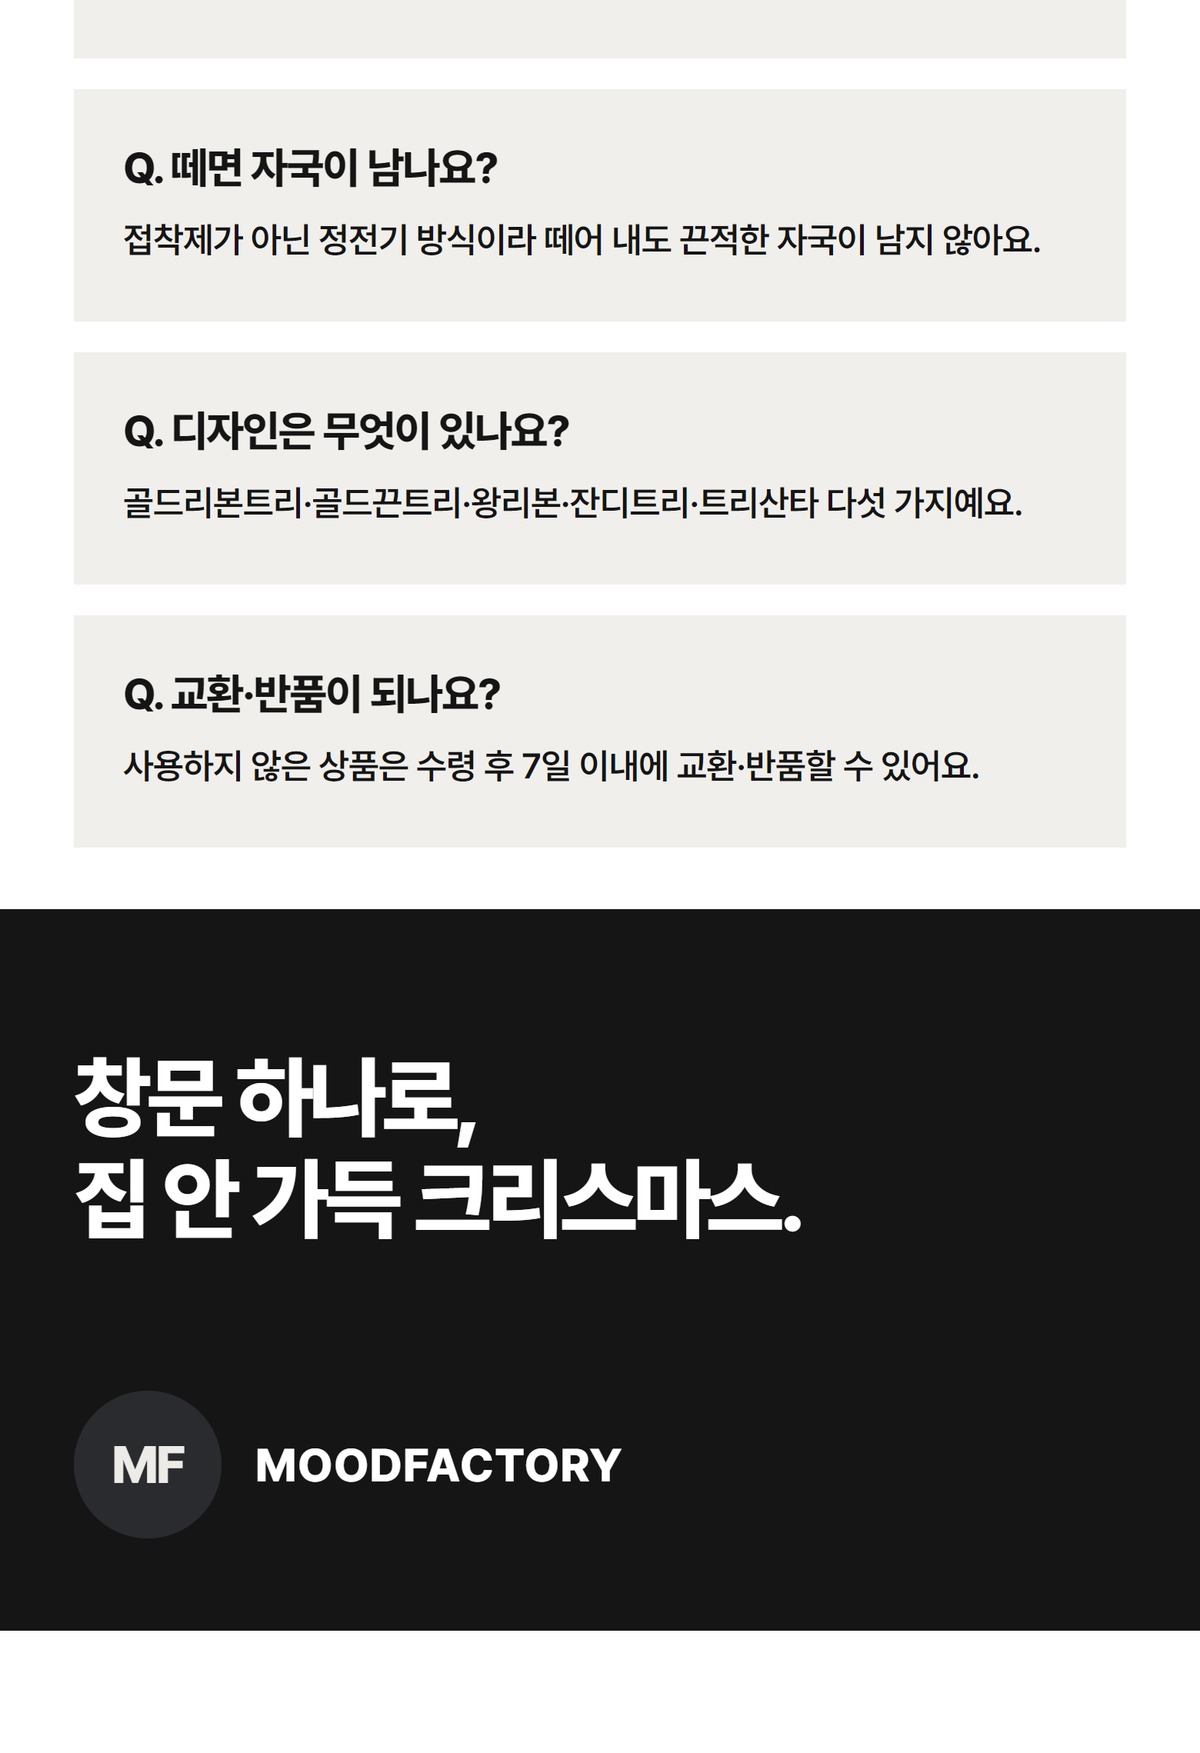 Q. 떼면 자국이 남나요?
접착제가 아닌 정전기 방식이라 떼어 내도 끈적한 자국이 남지 않아요.
Q. 디자인은 무엇이 있나요?
골드리본트리·골드끈트리·왕리본·잔디트리·트리산타 다섯 가지예요.
Q. 교환·반품이 되나요?
사용하지 않은 상품은 수령 후 7일 이내에 교환·반품할 수 있어요.
창문 하나로,
집 안 가득 크리스마스.
MF
MOODFACTORY